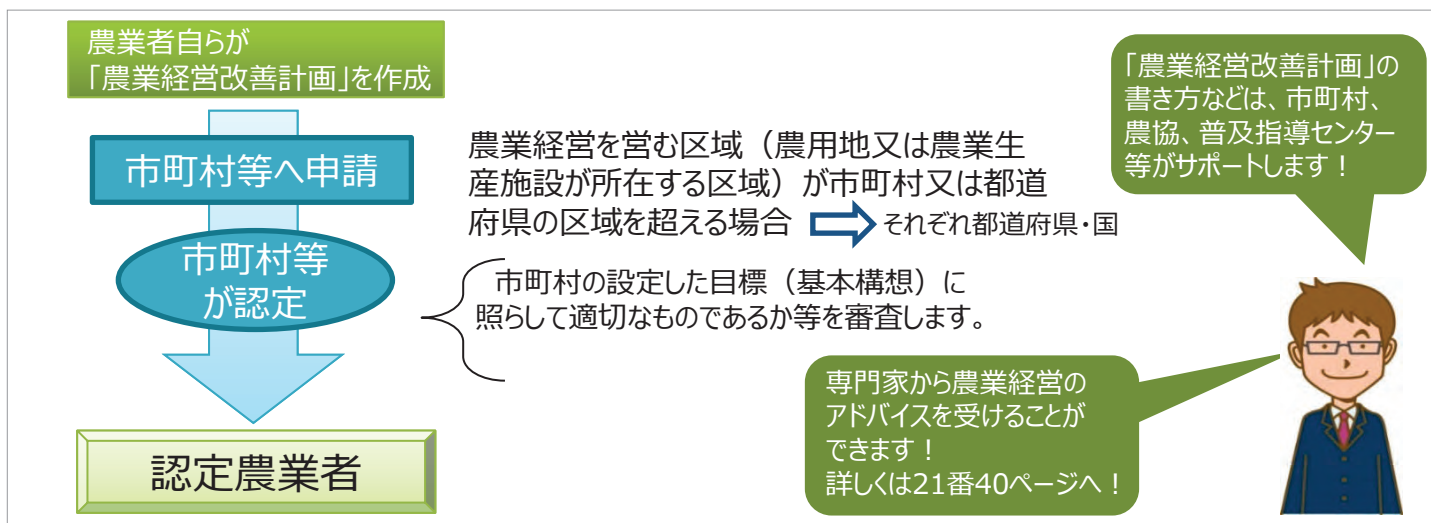 農業者自らが
「農業経営改善計画」を作成
市町村等へ申請
農業経営を営む区域（農用地又は農業生
産施設が所在する区域）が市町村又は都道
府県の区域を超える場合
それぞれ都道府県・国
市町村等
が認定
市町村の設定した目標（基本構想）に
照らして適切なものであるか等を審査します。
認定農業者
「農業経営改善計画」の
書き方などは、市町村、
農協、普及指導センター
等がサポートします！
専門家から農業経営の
アドバイスを受けることが
できます！
詳しくは21番40ページへ！